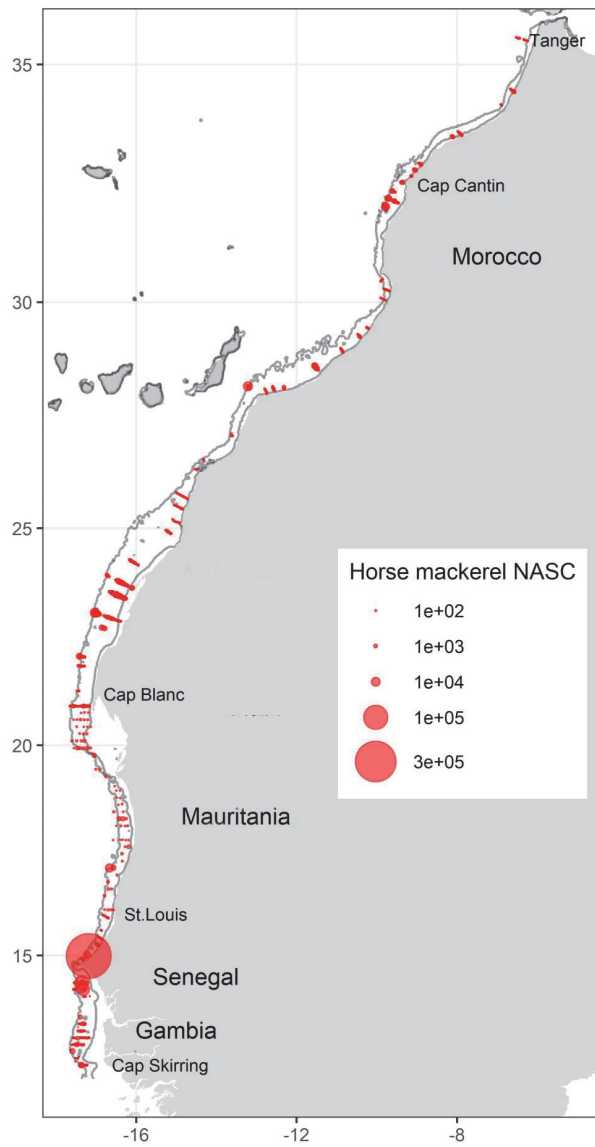 35
Tanger
Cap Cantin
Morocco
30
25
Horse mackerel NASC
1e+02
1e+03
1e+04
1e+05
3e+05
Cap Blanc
20
Mauritania
St.Louis
15
Senegal
Gambia
Cap Skirring
-16
-12
-8